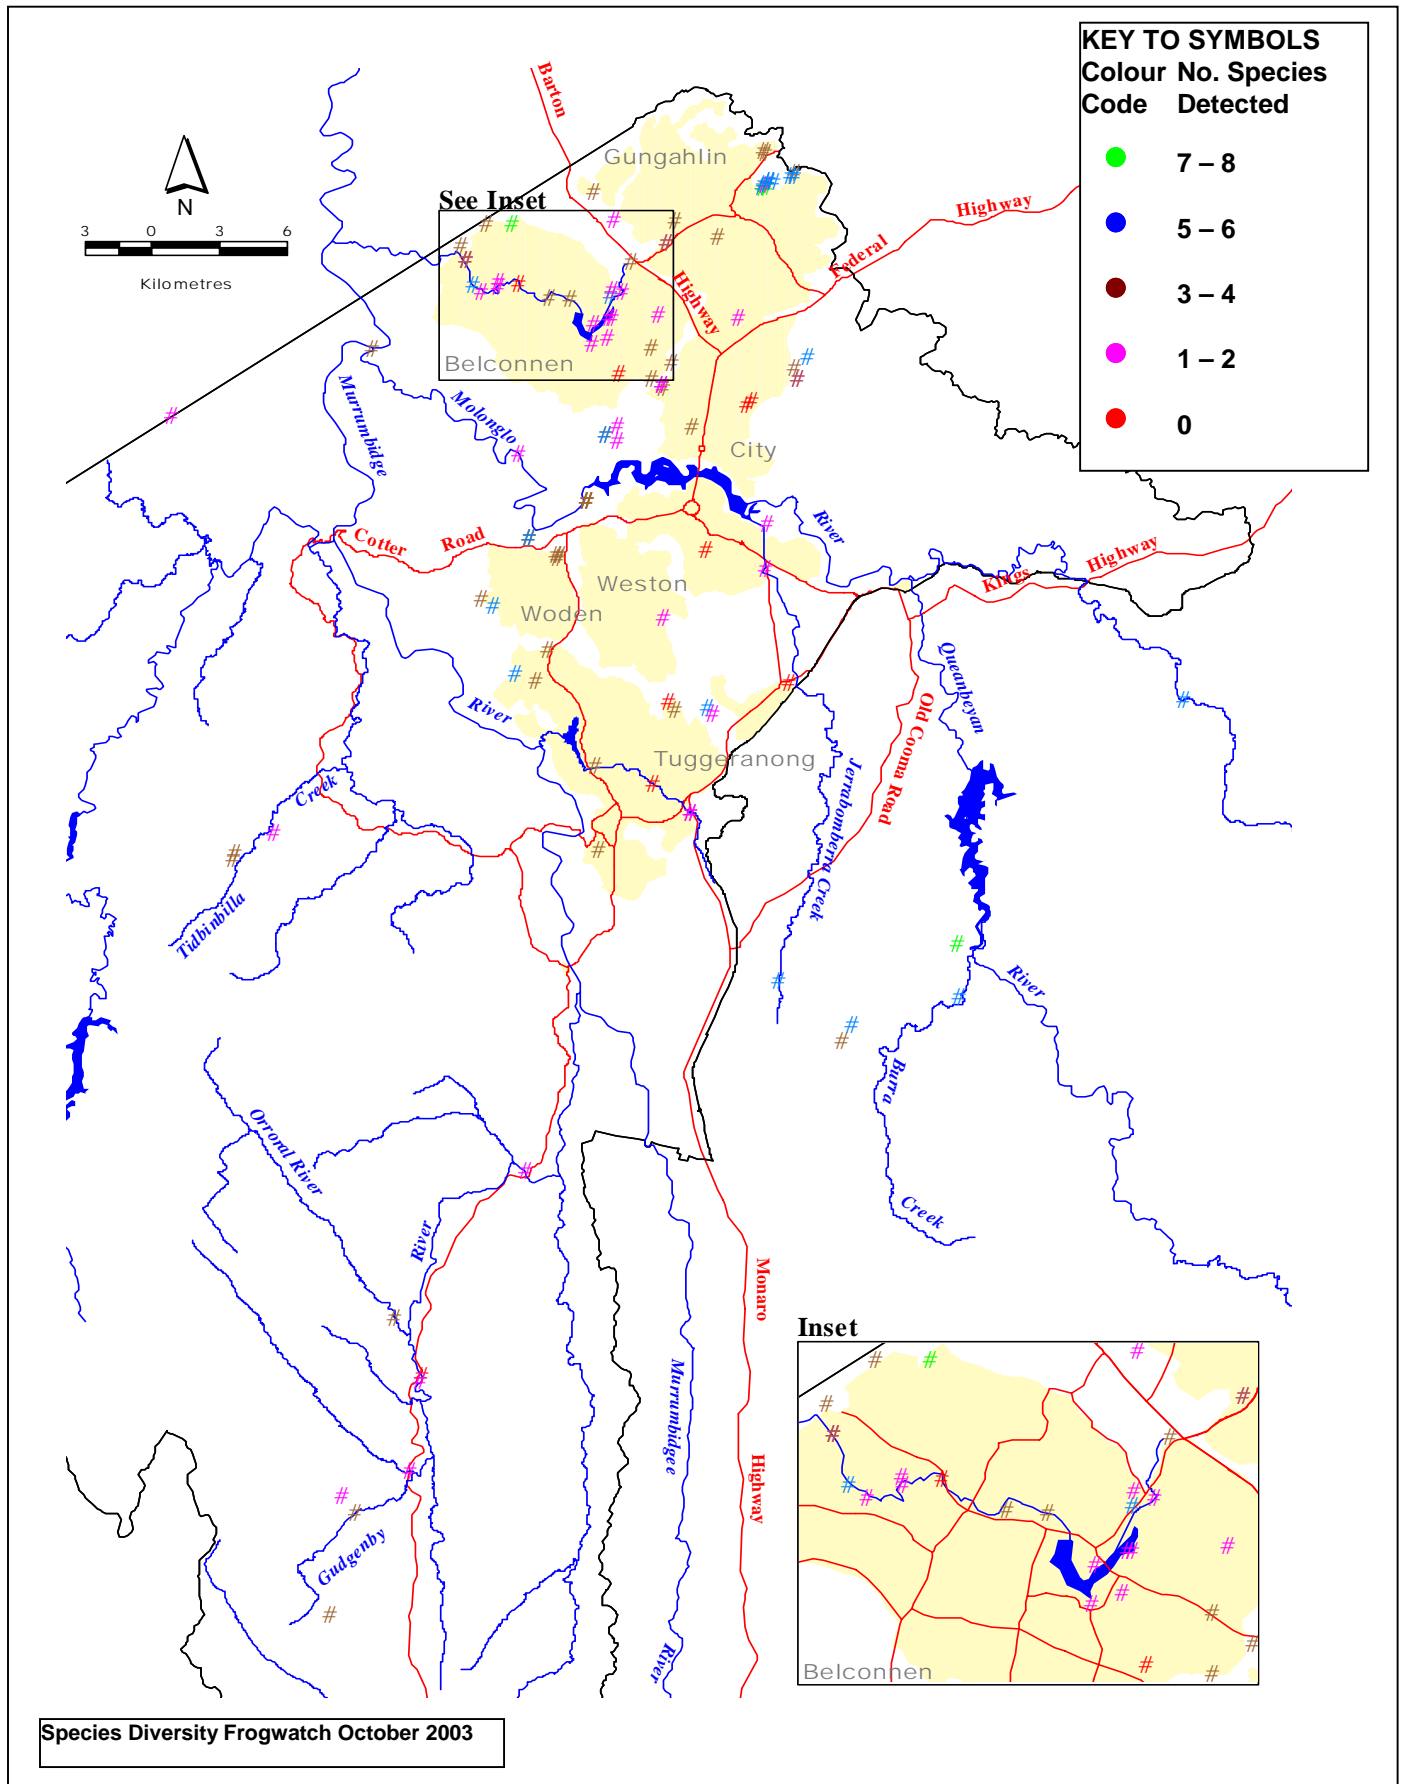 KEY TO SYMBOLS
Colour No. Species
Code Detected
7 – 8
5 – 6
3 – 4
1 – 2
0
Barton
Highway
Gungahlin
N
See Inset
3 0 3 6
Kilometres
Highway
Federal
Belconnen
Murrumbidge
Molonglo
City
River
Cotter Road
Highway
Kings
Weston
Woden
Queanbeyan
River
Old Cooma Road
Tuggeranong
Jerrabomberra Creek
Creek
Tidbinbilla
River
Burra
Orroral River
Creek
River
Monaro
Inset
Murrumbidgee
Highway
Gudgenby
River
Belconnen
Species Diversity Frogwatch October 2003